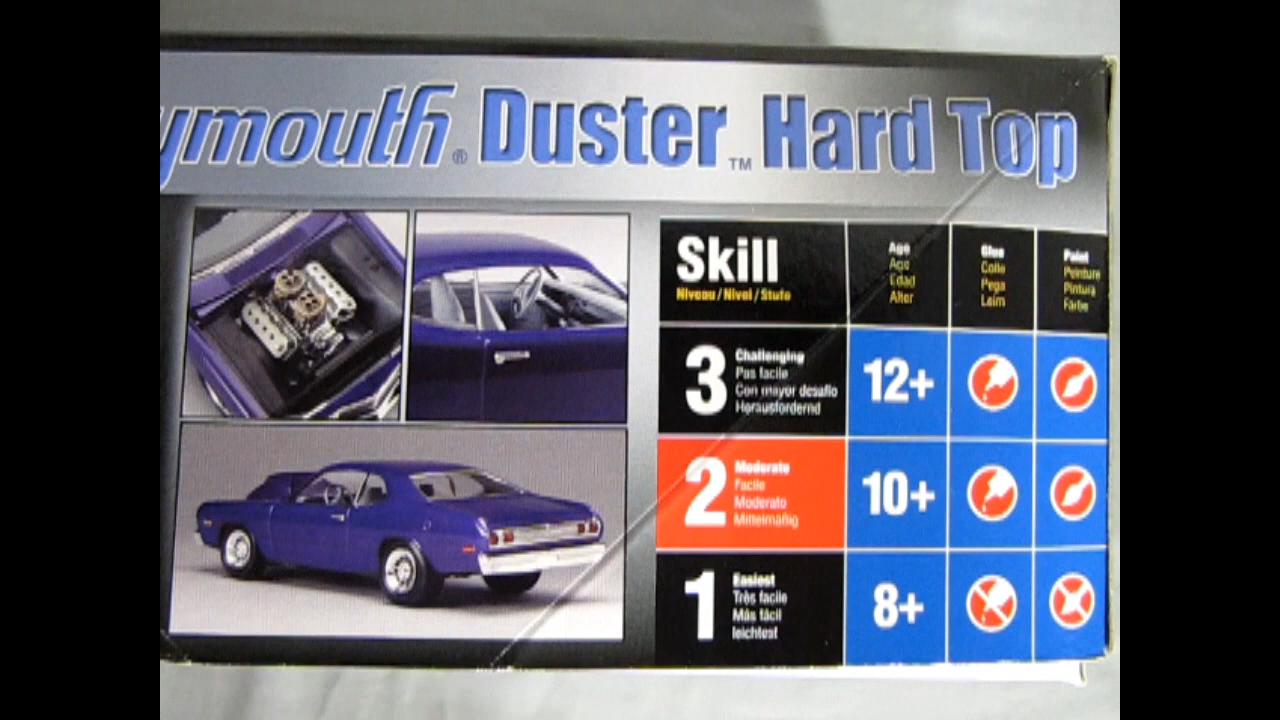 ymouth® Duster™ Hard Top
Skill
Niveau / Nivel / Stufe
Age
Age
Edad
Alter
Glue
Colle
Pega
Leim
Paint
Peinture
Pintura
Farbe
3
Challenging
Pas facile
Con mayor desafio
Herausfordernd
12+
2
Moderate
Facile
Moderato
Mittelmäßig
10+
1
Easiest
Très facile
Más fácil
leichtest
8+